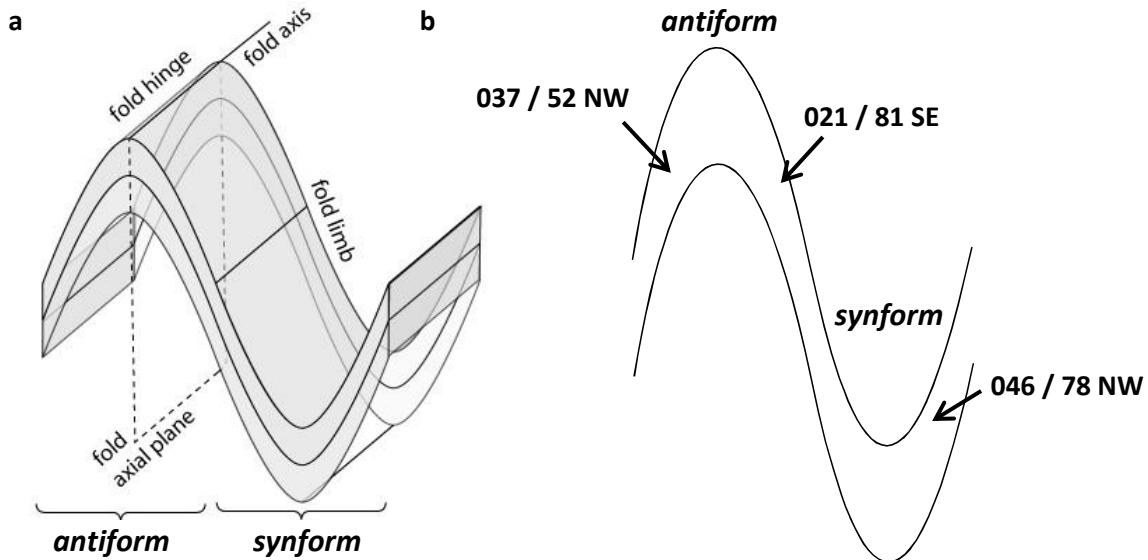 a
fold hinge
fold axis
fold limb
fold
axial plane
antiform
synform
b
antiform
037 / 52 NW
021 / 81 SE
synform
046 / 78 NW